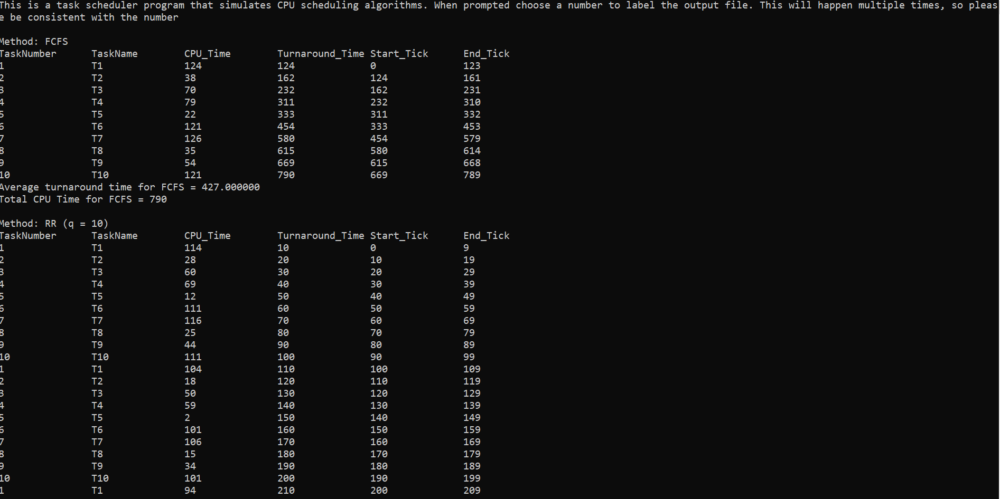 This is a task scheduler program that simulates CPU scheduling algorithms. When prompted choose a number to label the output file. This will happen multiple times, so pleas
e be consistent with the number
Method: FCFS
TaskNumber TaskName CPU_Time Turnaround_Time Start_Tick End_Tick
1 T1 124 124 0 123
2 T2 38 162 124 161
3 T3 70 232 162 231
4 T4 79 311 232 310
5 T5 22 333 311 332
6 T6 121 454 333 453
7 T7 126 580 454 579
8 T8 35 615 580 614
9 T9 54 669 615 668
10 T10 121 790 669 789
Average turnaround time for FCFS = 427.000000
Total CPU Time for FCFS = 790
Method: RR (q = 10)
TaskNumber TaskName CPU_Time Turnaround_Time Start_Tick End_Tick
1 T1 114 10 0 9
2 T2 28 20 10 19
3 T3 60 30 20 29
4 T4 69 40 30 39
5 T5 12 50 40 49
6 T6 111 60 50 59
7 T7 116 70 60 69
8 T8 25 80 70 79
9 T9 44 90 80 89
10 T10 111 100 90 99
1 T1 104 110 100 109
2 T2 18 120 110 119
3 T3 50 130 120 129
4 T4 59 140 130 139
5 T5 2 150 140 149
6 T6 101 160 150 159
7 T7 106 170 160 169
8 T8 15 180 170 179
9 T9 34 190 180 189
10 T10 101 200 190 199
1 T1 94 210 200 209